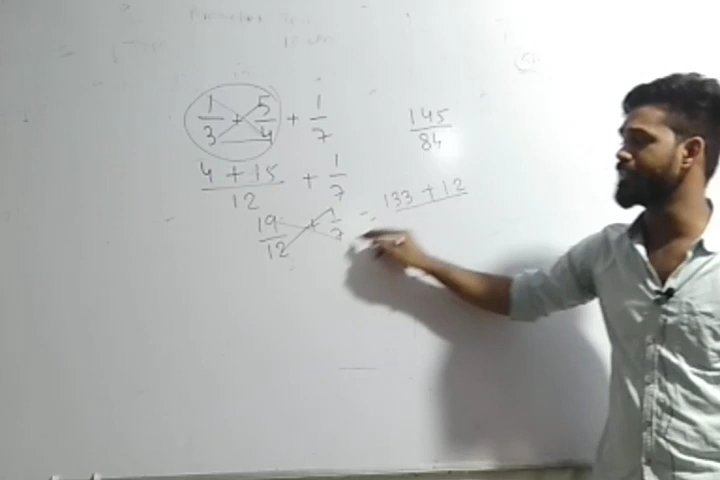 1/3 + 5/4 + 1/7
145/84
4 + 15/12 + 1/7
19/12 + 1/7 = 133 + 12